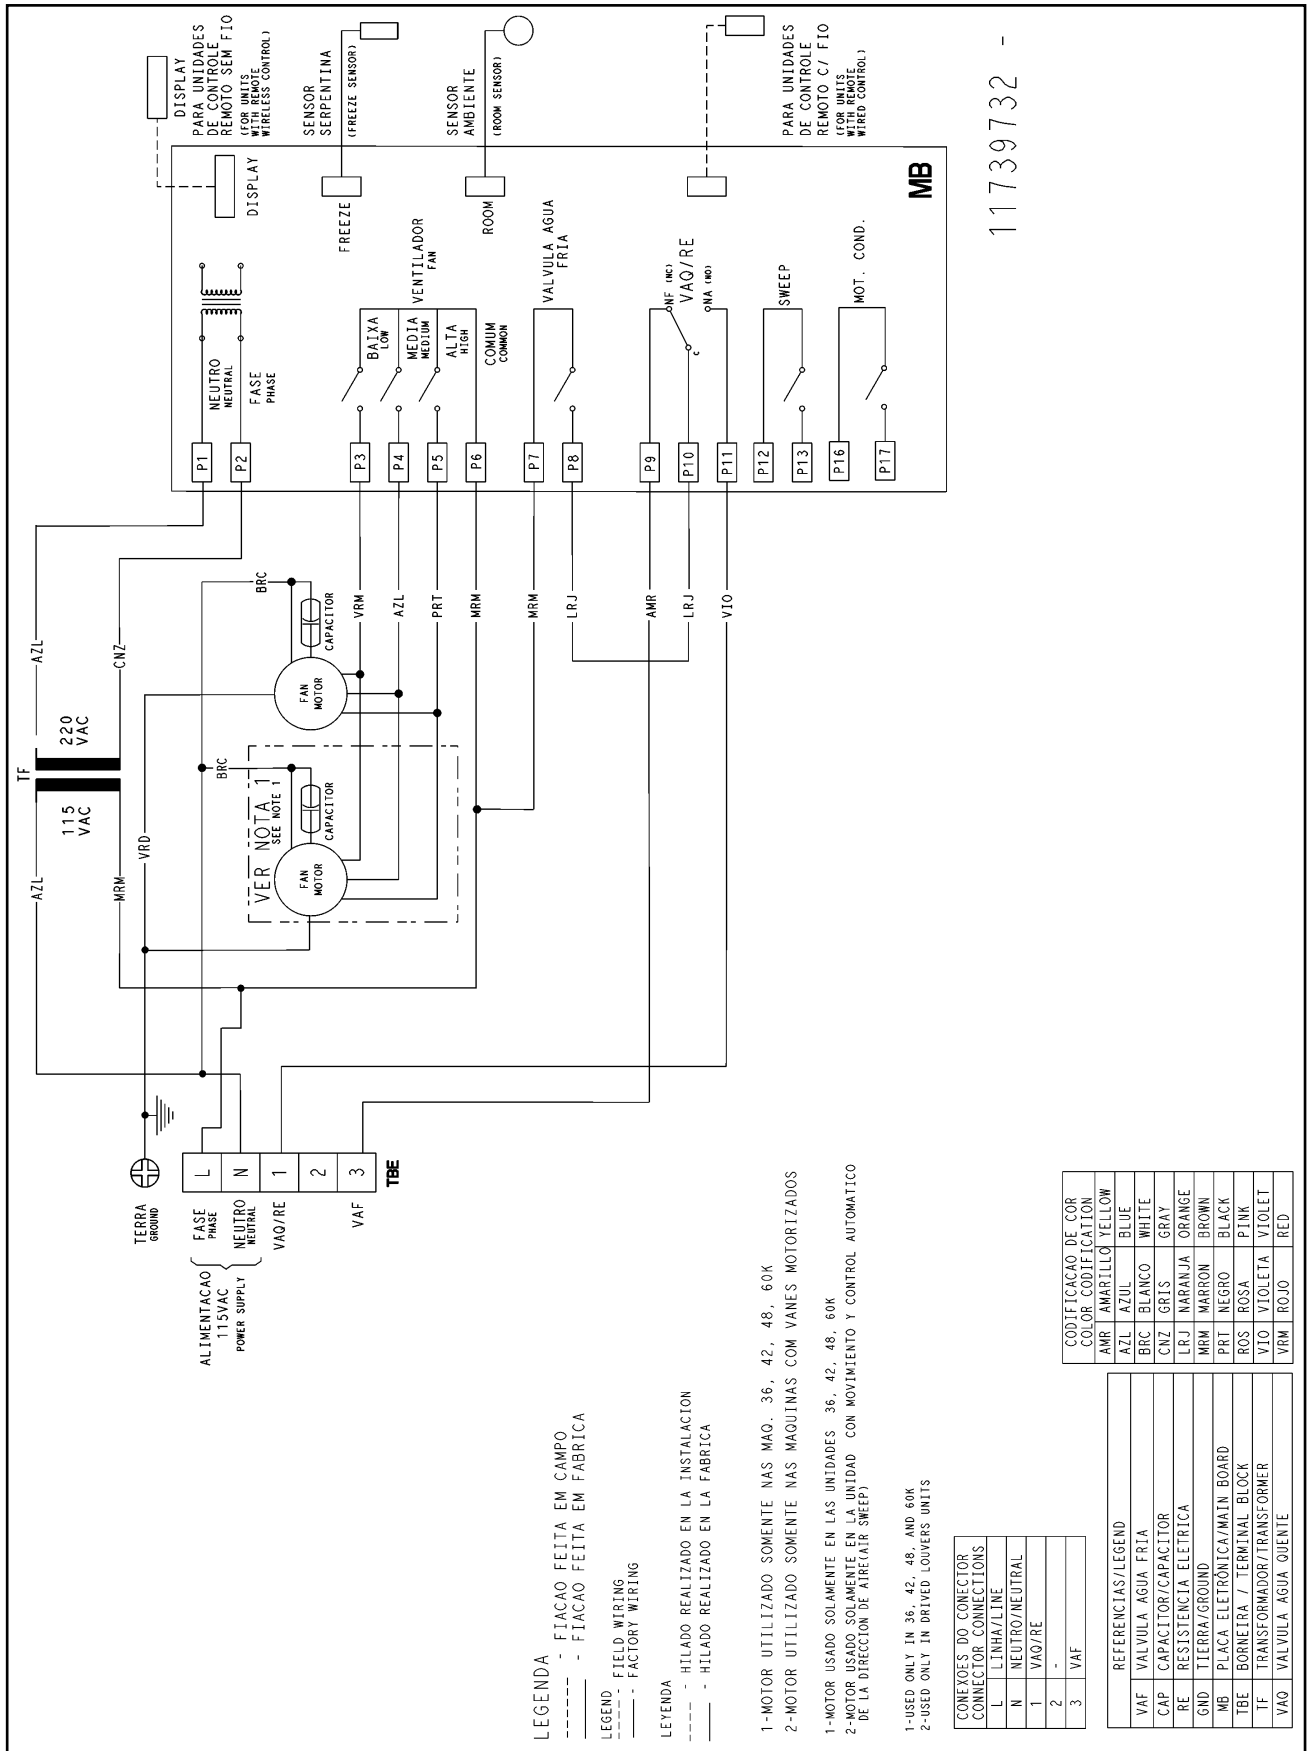 DISPLAY
PARA UNIDADES
DE CONTROLE
REMOTO SEM FIO
(FOR UNITS
WITH REMOTE
WIRELESS CONTROL)
SENSOR
SERPENTINA
(FREEZE SENSOR)
SENSOR
AMBIENTE
(ROOM SENSOR)
PARA UNIDADES
DE CONTROLE
REMOTO C/ FIO
(FOR UNITS
WITH REMOTE
WIRED CONTROL)
11739732 -
DISPLAY
FREEZE
ROOM
MB
NEUTRO
NEUTRAL
FASE
PHASE
VENTILADOR
FAN
BAIXA
LOW
MEDIA
MEDIUM
ALTA
HIGH
COMUM
COMMON
VALVULA AGUA
FRIA
NF (NC)
VAQ/RE
NA (NO)
C
SWEEP
MOT. COND.
P1
P2
P3
P4
P5
P6
P7
P8
P9
P10
P11
P12
P13
P16
P17
AZL
CNZ
BRC
VRM
AZL
PRT
MRM
MRM
LRJ
AMR
LRJ
VIO
TF
220
VAC
115
VAC
FAN
MOTOR
CAPACITOR
BRC
VER NOTA 1
SEE NOTE 1
FAN
MOTOR
CAPACITOR
AZL
MRM
VRD
TERRA
GROUND
L
N
1
2
3
TBE
FASE
PHASE
NEUTRO
NEUTRAL
VAQ/RE
VAF
ALIMENTACAO
115VAC
POWER SUPPLY
LEGENDA
------ - FIACAO FEITA EM CAMPO
—— - FIACAO FEITA EM FABRICA
LEGEND
---- - FIELD WIRING
—— - FACTORY WIRING
LEYENDA
---- - HILADO REALIZADO EN LA INSTALACION
—— - HILADO REALIZADO EN LA FABRICA
1-MOTOR UTILIZADO SOMENTE NAS MAQ. 36, 42, 48, 60K
2-MOTOR UTILIZADO SOMENTE NAS MAQUINAS COM VANES MOTORIZADOS
1-MOTOR USADO SOLAMENTE EN LAS UNIDADES 36, 42, 48, 60K
2-MOTOR USADO SOLAMENTE EN LA UNIDAD CON MOVIMIENTO Y CONTROL AUTOMATICO
DE LA DIRECCION DE AIRE(AIR SWEEP)
1-USED ONLY IN 36, 42, 48, AND 60K
2-USED ONLY IN DRIVED LOUVERS UNITS
CONEXOES DO CONECTOR
CONNECTOR CONNECTIONS
L LINHA/LINE
N NEUTRO/NEUTRAL
1 VAQ/RE
2 -
3 VAF
REFERENCIAS/LEGEND
VAF VALVULA AGUA FRIA
CAP CAPACITOR/CAPACITOR
RE RESISTENCIA ELETRICA
GND TIERRA/GROUND
MB PLACA ELETRÔNICA/MAIN BOARD
TBE BORNEIRA / TERMINAL BLOCK
TF TRANSFORMADOR/TRANSFORMER
VAQ VALVULA AGUA QUENTE
CODIFICACAO DE COR
COLOR CODIFICATION
AMR AMARILLO YELLOW
AZL AZUL BLUE
BRC BLANCO WHITE
CNZ GRIS GRAY
LRJ NARANJA ORANGE
MRM MARRON BROWN
PRT NEGRO BLACK
ROS ROSA PINK
VIO VIOLETA VIOLET
VRM ROJO RED